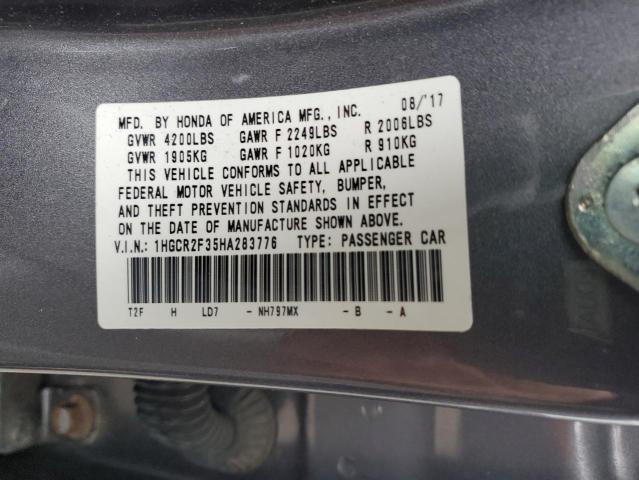 MFD. BY HONDA OF AMERICA MFG., INC. 08/'17
GVWR 4200LBS GAWR F 2249LBS R 2006LBS
GVWR 1905KG GAWR F 1020KG R 910KG
THIS VEHICLE CONFORMS TO ALL APPLICABLE
FEDERAL MOTOR VEHICLE SAFETY, BUMPER,
AND THEFT PREVENTION STANDARDS IN EFFECT
ON THE DATE OF MANUFACTURE SHOWN ABOVE.
V.I.N.: 1HGCR2F35HA283776 TYPE: PASSENGER CAR
T2F H LD7 - NH797MX - B - A